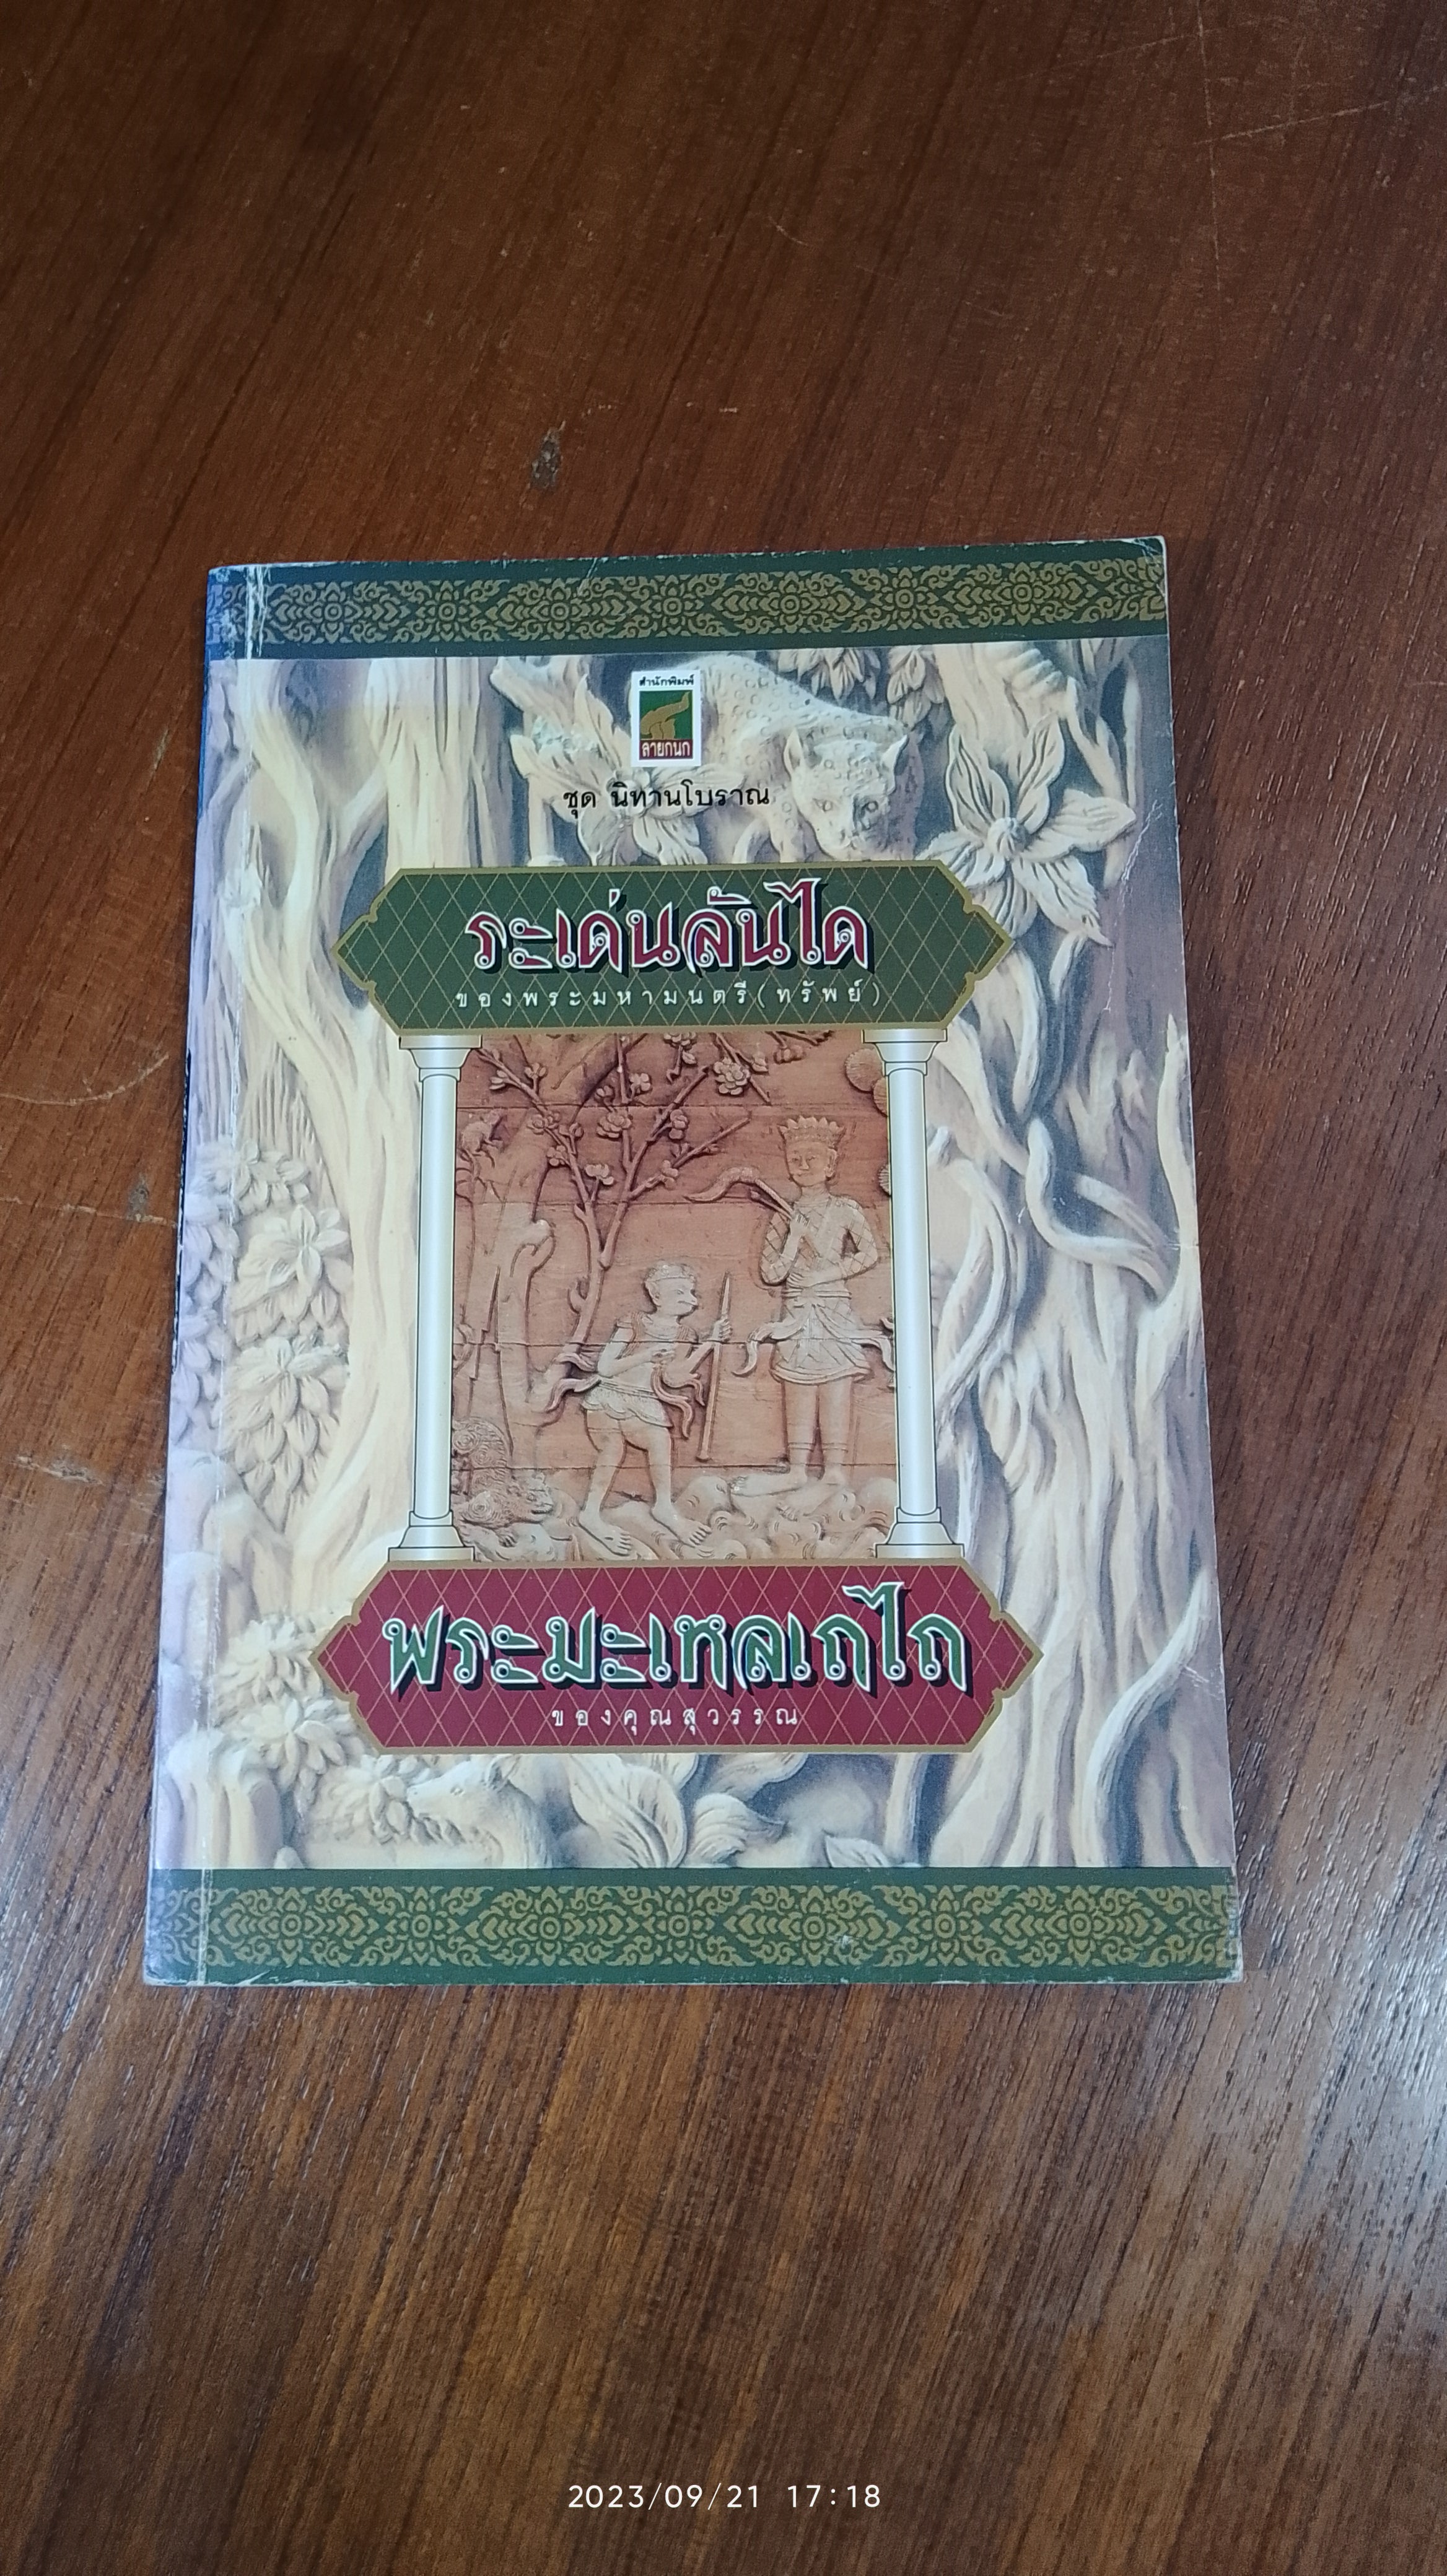 สำนักพิมพ์
ลายกนก
ชุด นิทานโบราณ
ระเด่นลันได
ของพระมหามนตรี(ทรัพย์)
พระมะเหลเถไถ
ของคุณสุวรรณ
2023/09/21 17:18